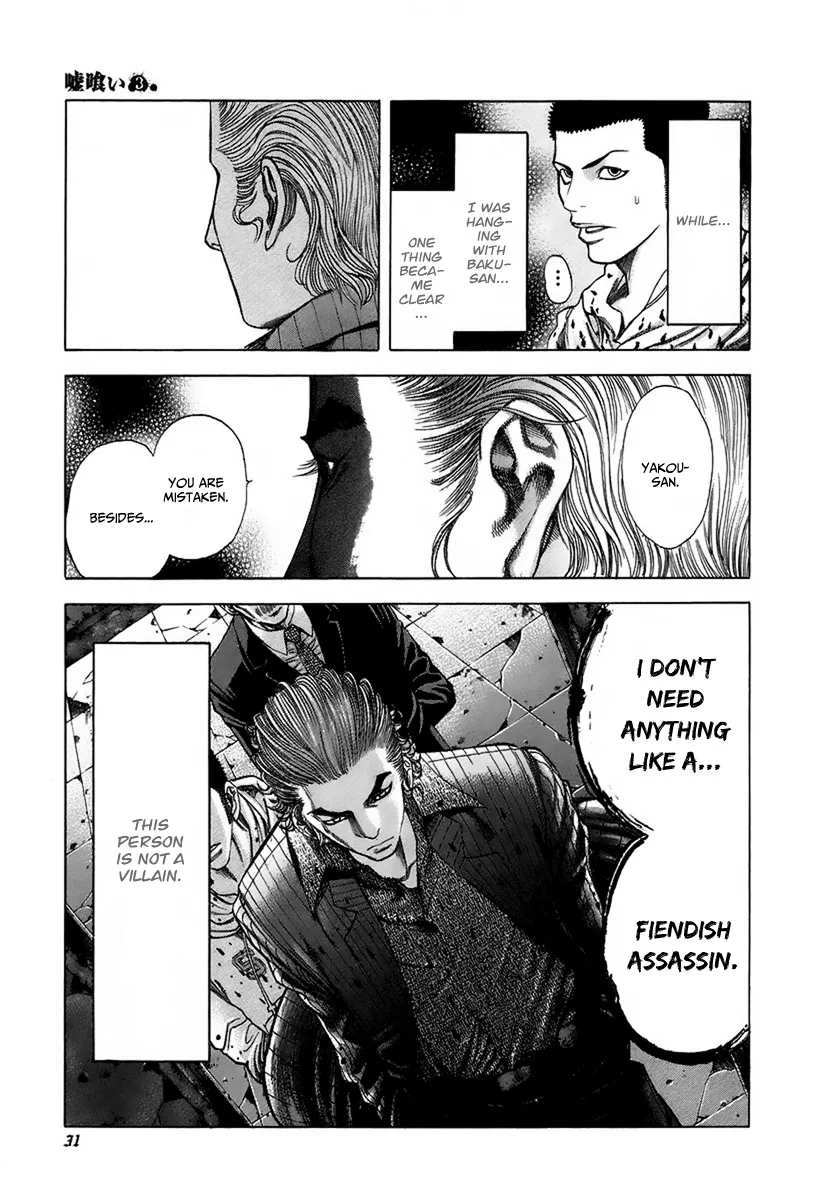 嘘喰い 3.
WHILE...
...
I WAS
HANG-
ING
WITH
BAKU-
SAN...
ONE
THING
BECA-
ME
CLEAR
...
YAKOU-
SAN.
YOU ARE
MISTAKEN.
BESIDES...
I DON'T
NEED
ANYTHING
LIKE A...
FIENDISH
ASSASSIN.
THIS
PERSON
IS NOT A
VILLAIN.
31